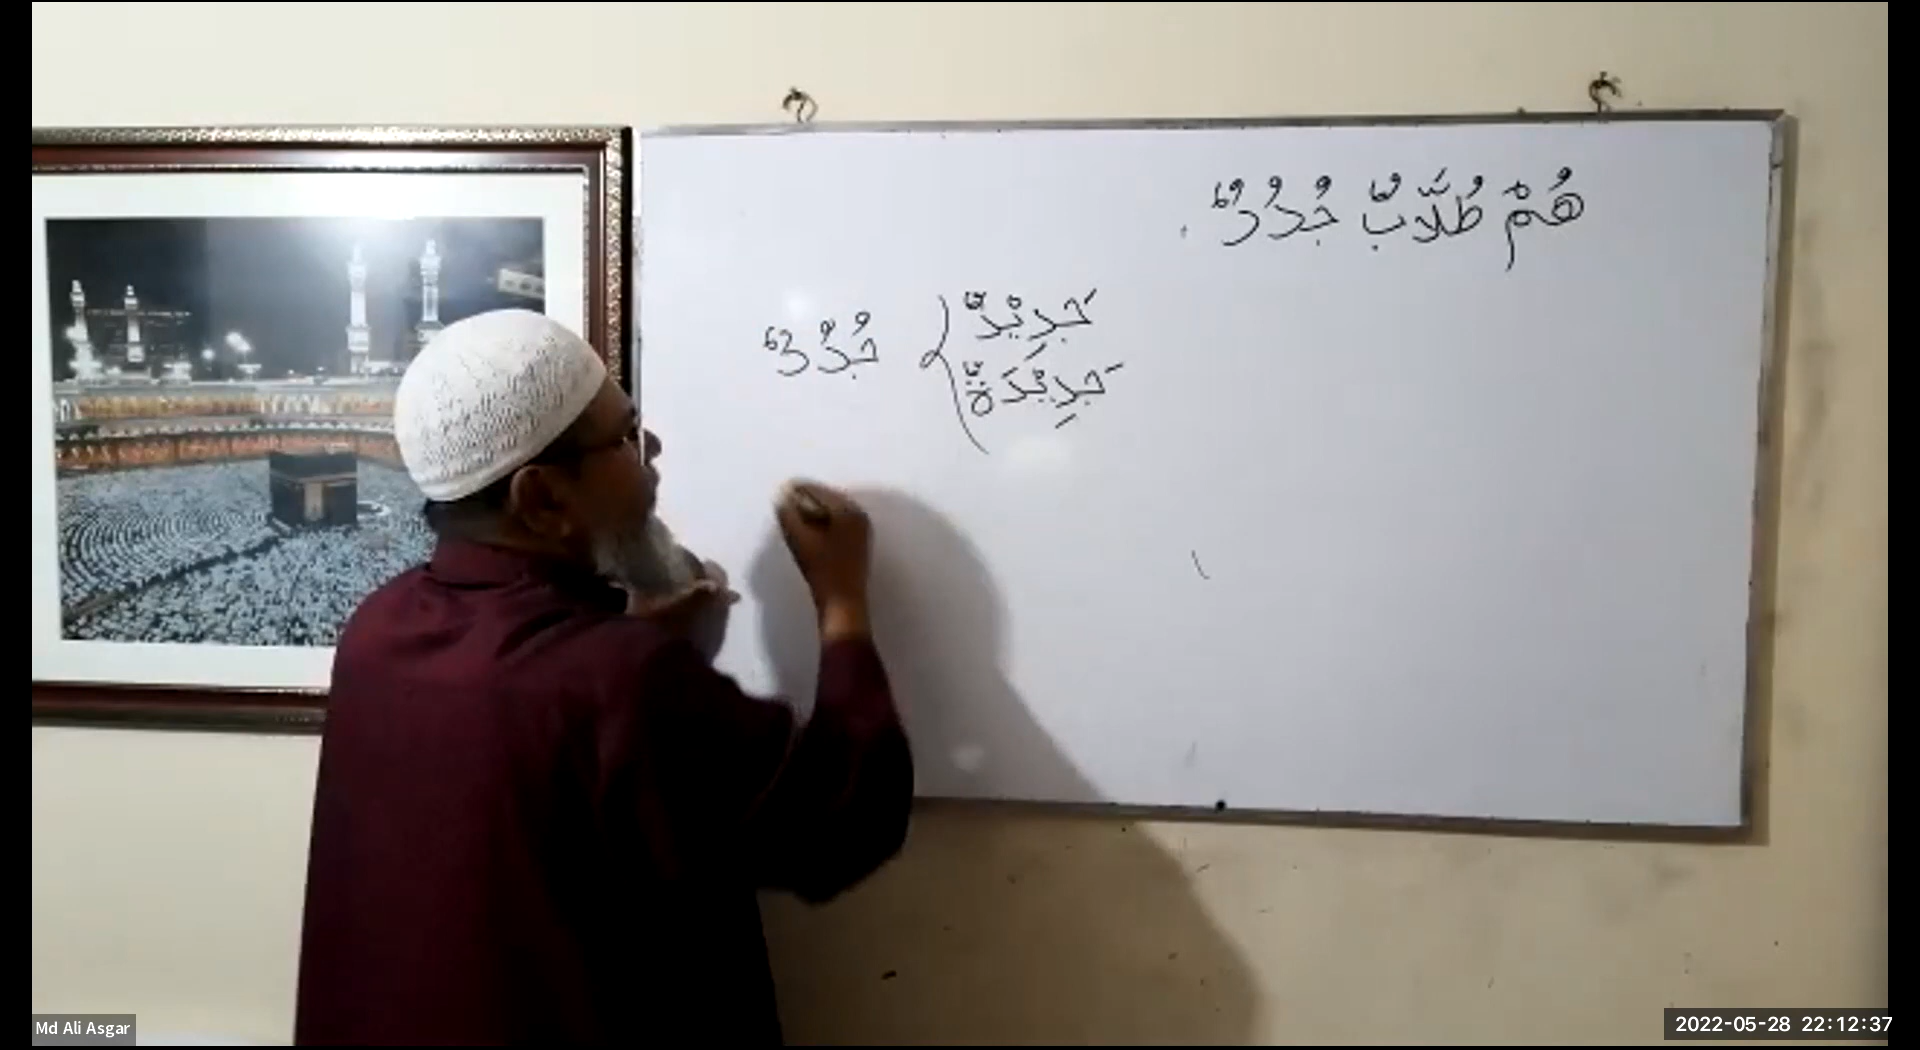 هُمْ طُلَّابٌ جُدُدٌ .
جَدِيْدٌ
جُدُدٌ
جَدِيْدَةٌ
Md Ali Asgar
2022-05-28 22:12:37